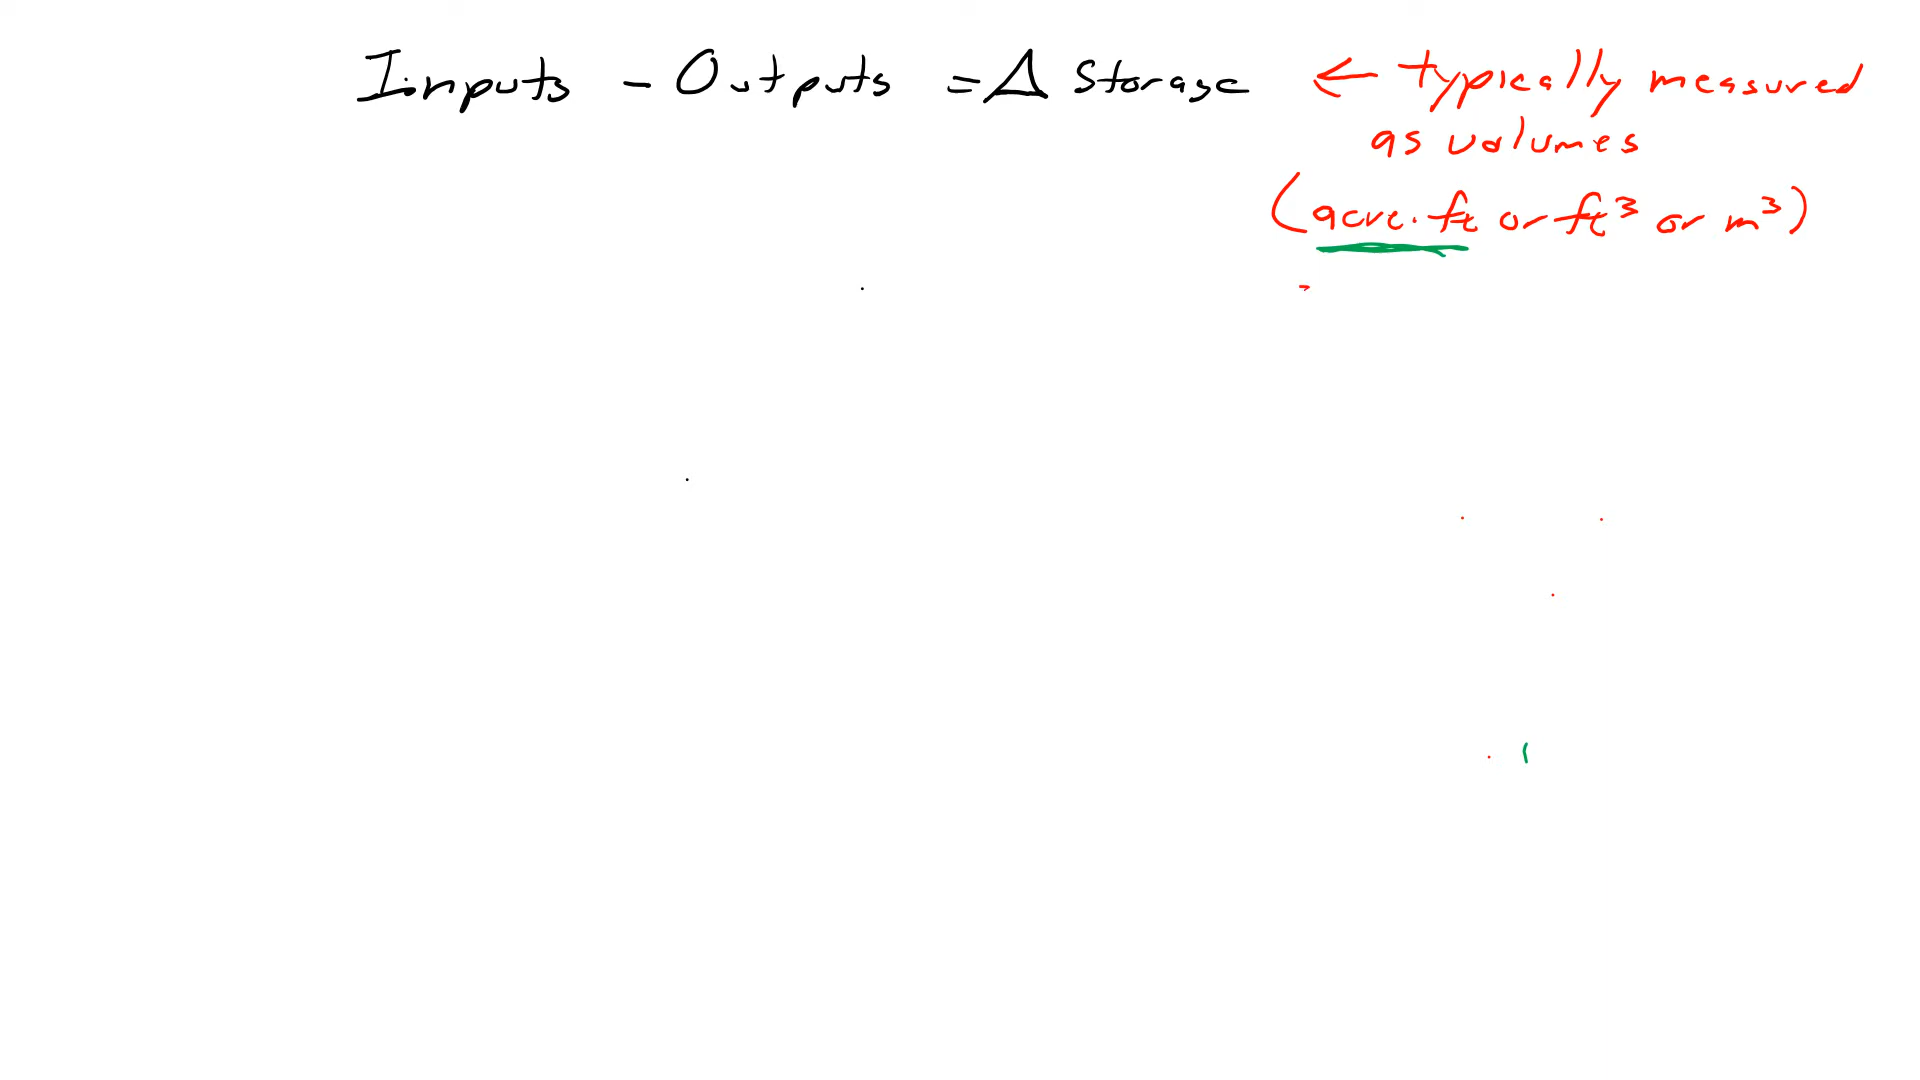 Inputs - Outputs = Δ Storage ← typically measured
as volumes
(acre·ft or ft³ or m³)